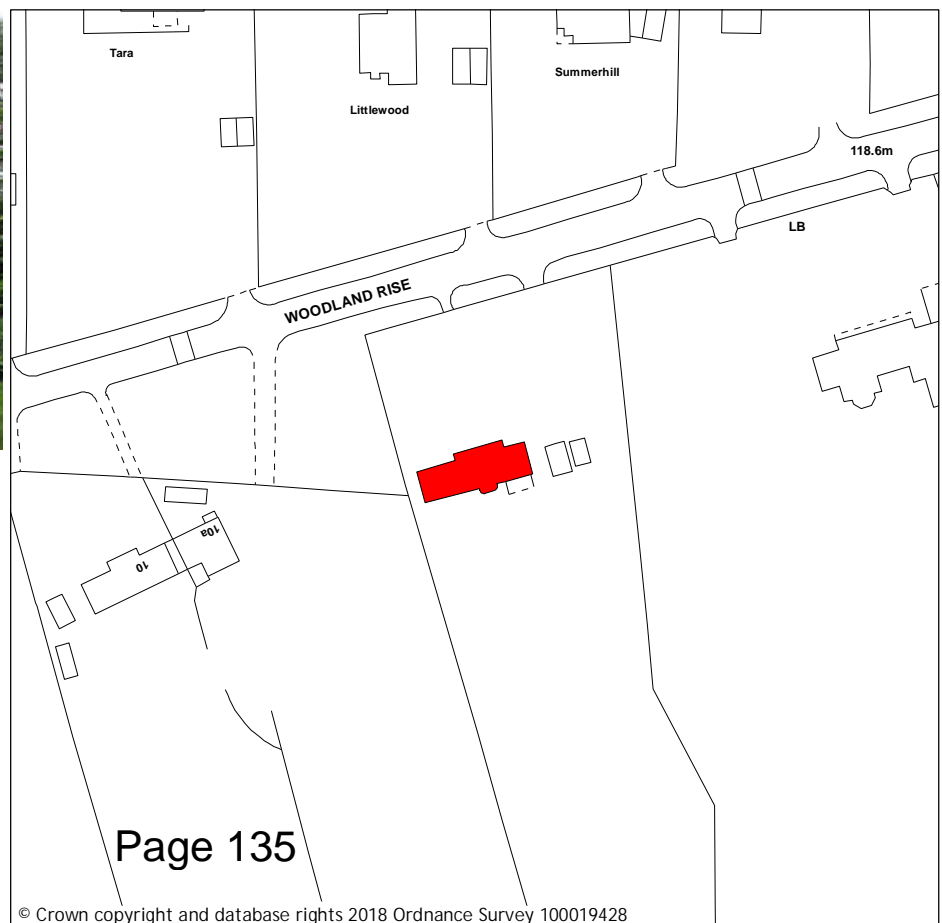 Tara
Littlewood
Summerhill
118.6m
LB
WOODLAND RISE
10a
10
Page 135
© Crown copyright and database rights 2018 Ordnance Survey 100019428